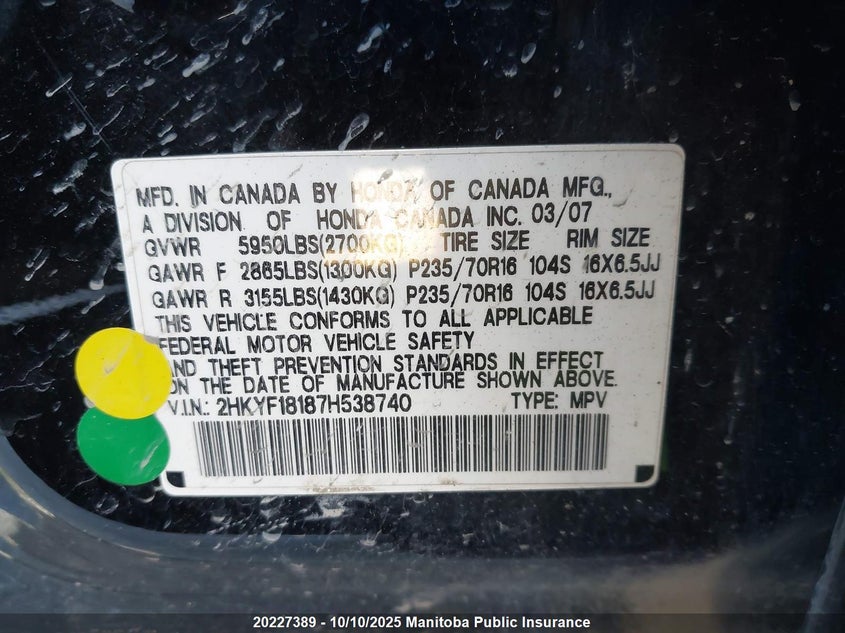 MFD. IN CANADA BY HONDA OF CANADA MFG.,
A DIVISION OF HONDA CANADA INC. 03/07
GVWR 5950LBS(2700KG) TIRE SIZE RIM SIZE
GAWR F 2865LBS(1300KG) P235/70R16 104S 16X6.5JJ
GAWR R 3155LBS(1430KG) P235/70R16 104S 16X6.5JJ
THIS VEHICLE CONFORMS TO ALL APPLICABLE
FEDERAL MOTOR VEHICLE SAFETY
AND THEFT PREVENTION STANDARDS IN EFFECT
ON THE DATE OF MANUFACTURE SHOWN ABOVE.
V.I.N.: 2HKYF18187H538740 TYPE: MPV
20227389 - 10/10/2025 Manitoba Public Insurance